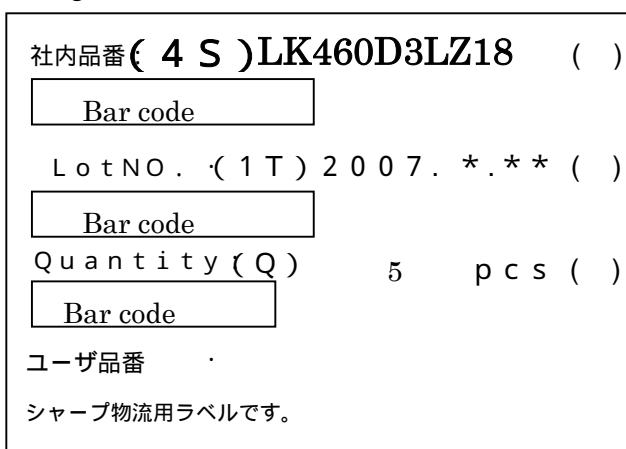 社内品番:(４Ｓ)LK460D3LZ18 ( )
Bar code
ＬｏｔＮＯ．:(１Ｔ)２００７．*.** ( )
Bar code
Ｑｕａｎｔｉｔｙ:(Ｑ) 5 ｐｃｓ ( )
Bar code
ユーザ品番 :
シャープ物流用ラベルです。